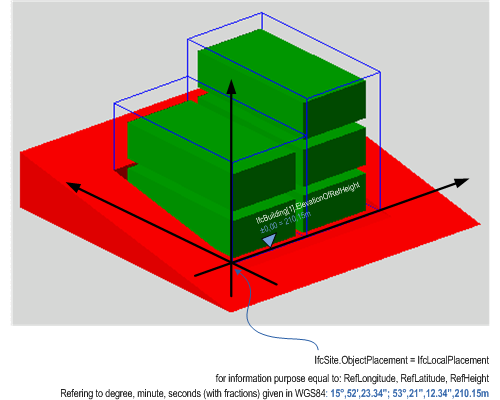 IfcBuilding[1].ElevationOfRefHeight
±0.00 = 210.15m
IfcSite.ObjectPlacement = IfcLocalPlacement
for information purpose equal to: RefLongitude, RefLatitude, RefHeight
Refering to degree, minute, seconds (with fractions) given in WGS84: 15°,52',23.34"; 53°,21",12.34",210.15m